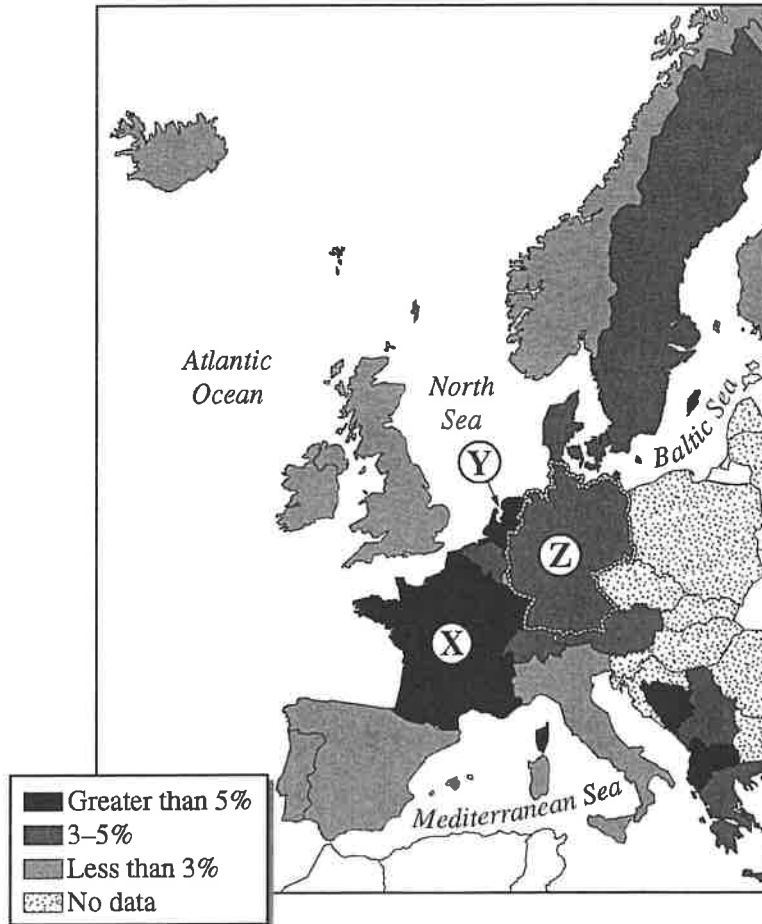 Atlantic
Ocean
North
Sea
Baltic Sea
Y
Z
X
Mediterranean Sea
Greater than 5%
3–5%
Less than 3%
No data